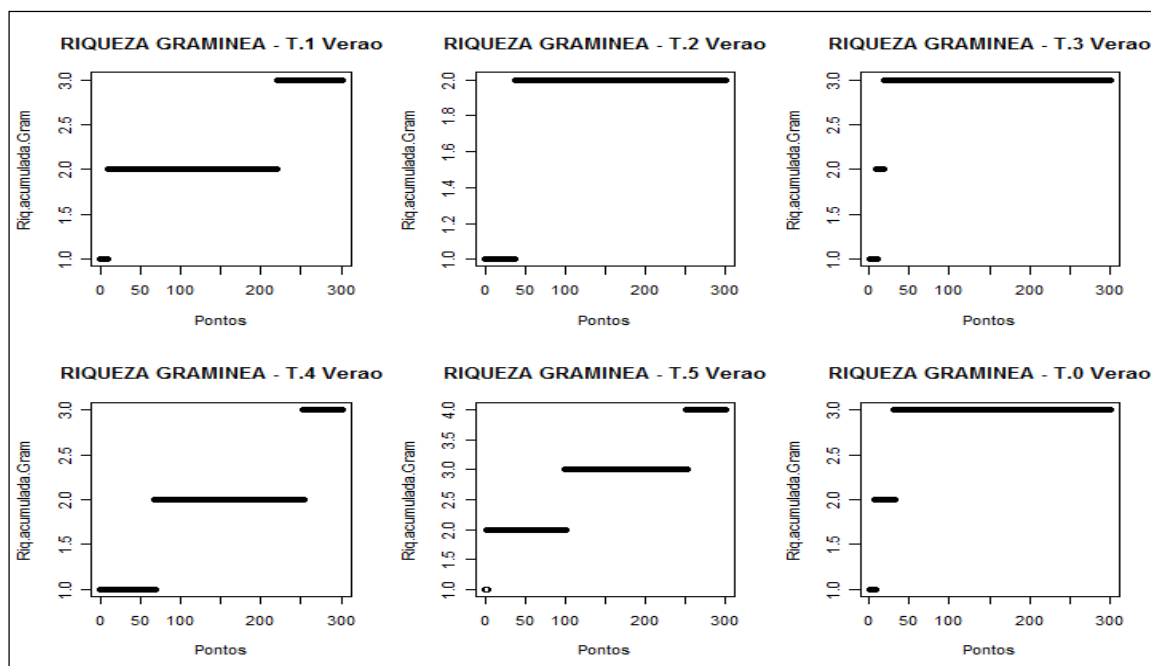 RIQUEZA GRAMINEA - T.1 Verao
Riq.acumulada.Gram
3.0
2.5
2.0
1.5
1.0
0 50 100 200 300
Pontos
RIQUEZA GRAMINEA - T.2 Verao
Riq.acumulada.Gram
2.0
1.8
1.6
1.4
1.2
1.0
0 50 100 200 300
Pontos
RIQUEZA GRAMINEA - T.3 Verao
Riq.acumulada.Gram
3.0
2.5
2.0
1.5
1.0
0 50 100 200 300
Pontos
RIQUEZA GRAMINEA - T.4 Verao
Riq.acumulada.Gram
3.0
2.5
2.0
1.5
1.0
0 50 100 200 300
Pontos
RIQUEZA GRAMINEA - T.5 Verao
Riq.acumulada.Gram
4.0
3.5
3.0
2.5
2.0
1.5
1.0
0 50 100 200 300
Pontos
RIQUEZA GRAMINEA - T.0 Verao
Riq.acumulada.Gram
3.0
2.5
2.0
1.5
1.0
0 50 100 200 300
Pontos